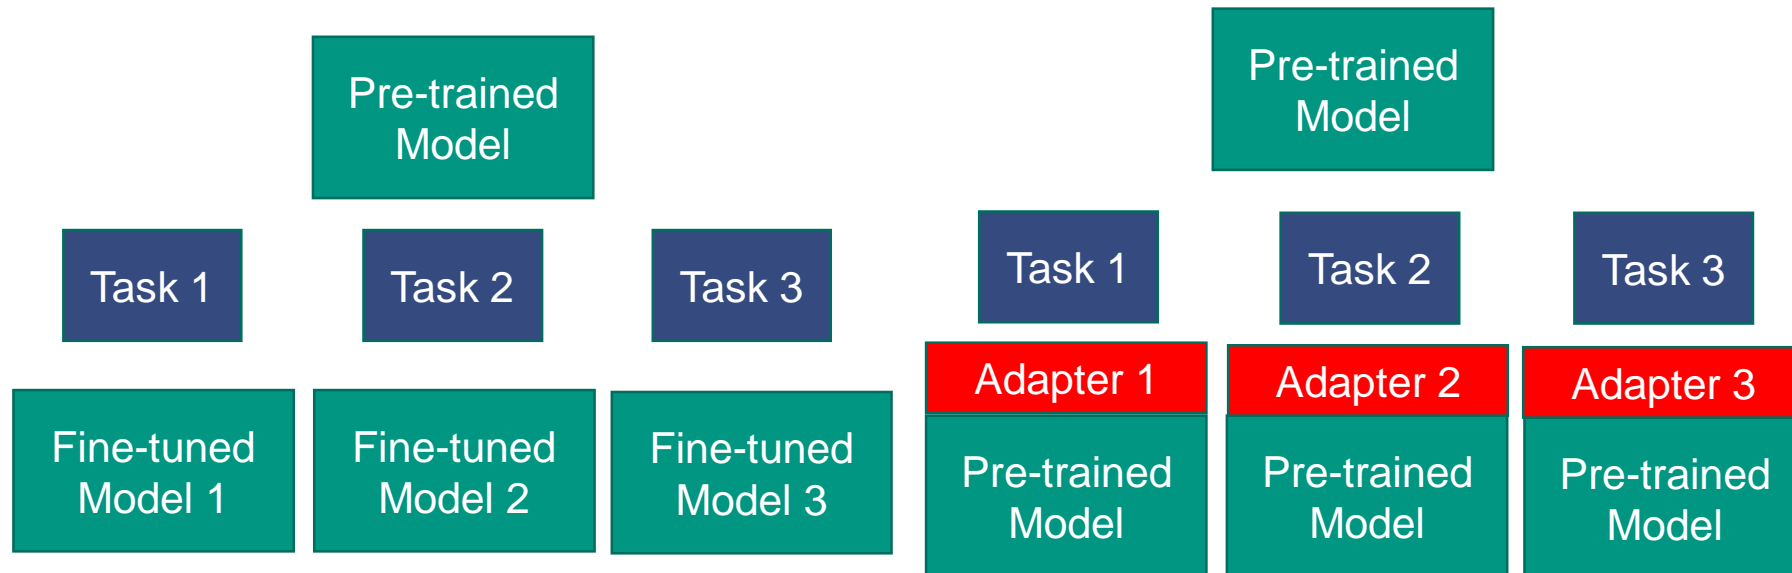 Pre-trained
Model
Task 1
Task 2
Task 3
Fine-tuned
Model 1
Fine-tuned
Model 2
Fine-tuned
Model 3
Pre-trained
Model
Task 1
Task 2
Task 3
Adapter 1
Adapter 2
Adapter 3
Pre-trained
Model
Pre-trained
Model
Pre-trained
Model